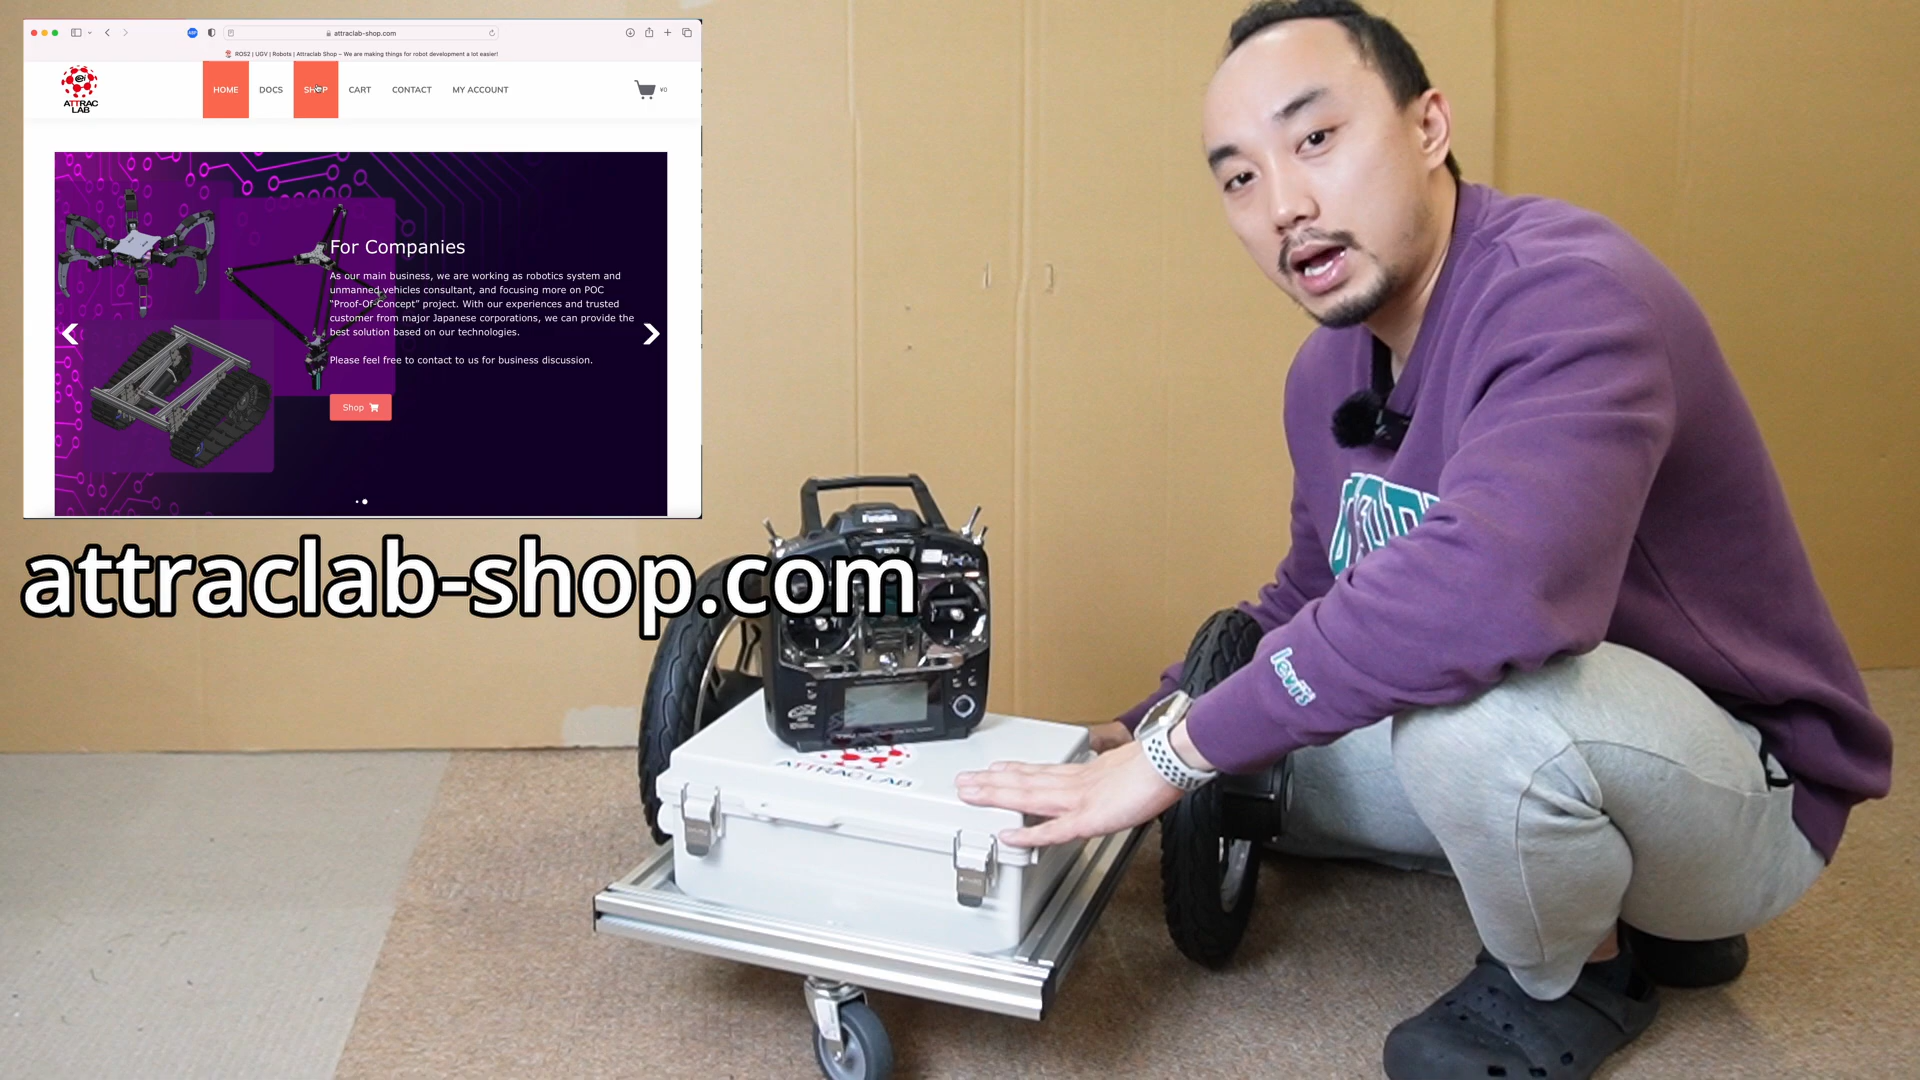 attraclab-shop.com
ROS2 | UGV | Robots | Attraclab Shop – We are making things for robot development a lot easier!
ATTRAC
LAB
HOME
DOCS
SHOP
CART
CONTACT
MY ACCOUNT
¥0
For Companies
As our main business, we are working as robotics system and
unmanned vehicles consultant, and focusing more on POC
“Proof-Of-Concept” project. With our experiences and trusted
customer from major Japanese corporations, we can provide the
best solution based on our technologies.
Please feel free to contact to us for business discussion.
Shop
attraclab-shop.com
Futaba
ATTRACLAB
levi's